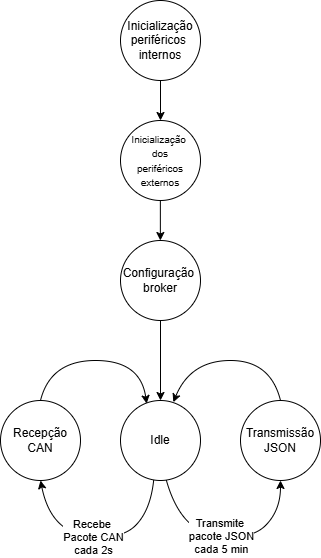 Inicialização
periféricos
internos
Inicialização
dos
periféricos
externos
Configuração
broker
Recepção
CAN
Idle
Transmissão
JSON
Recebe
Pacote CAN
cada 2s
Transmite
pacote JSON
cada 5 min